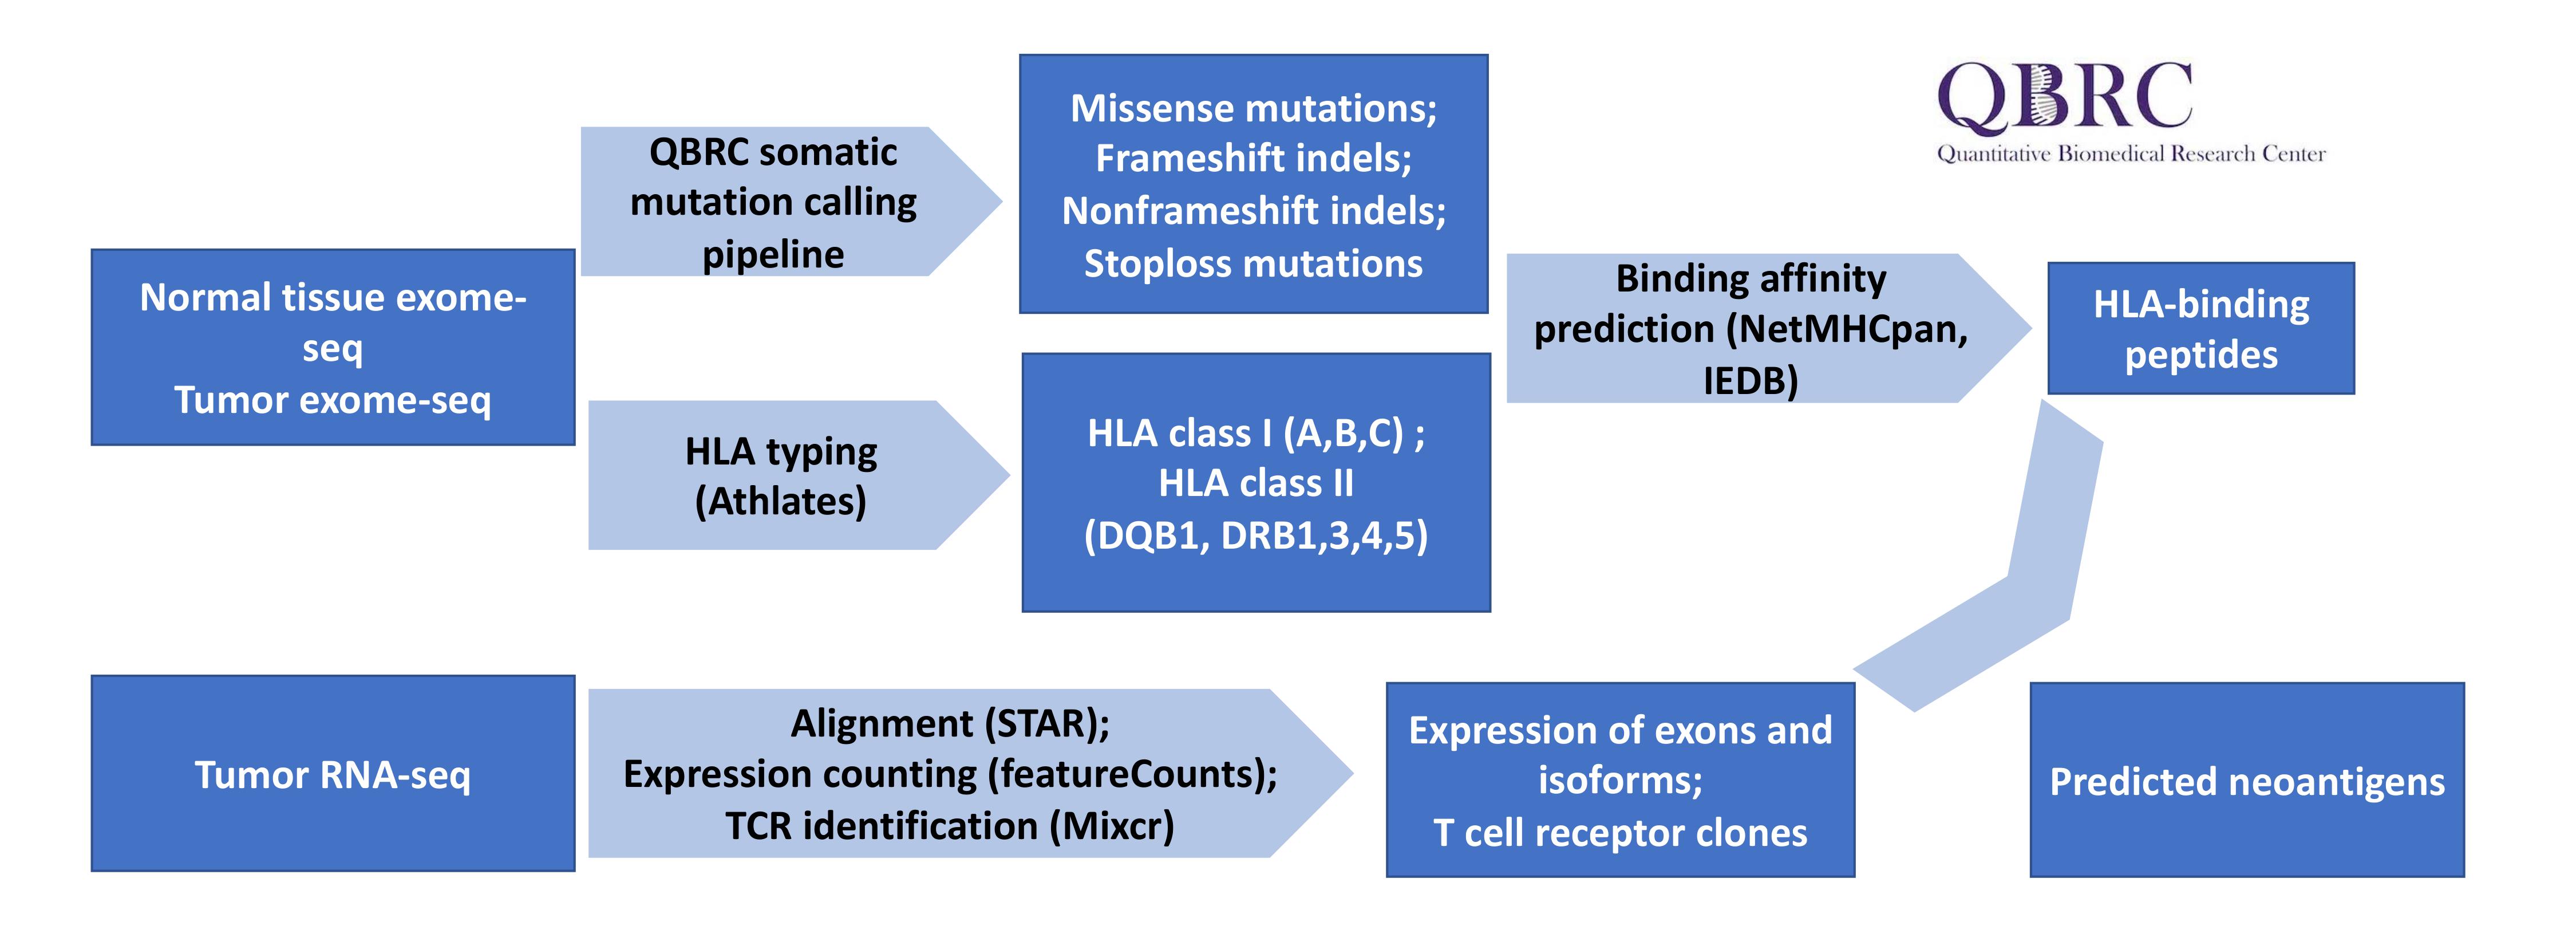 QBRC
Quantitative Biomedical Research Center
Normal tissue exome-
seq
Tumor exome-seq
QBRC somatic
mutation calling
pipeline
Missense mutations;
Frameshift indels;
Nonframeshift indels;
Stoploss mutations
HLA typing
(Athlates)
HLA class I (A,B,C) ;
HLA class II
(DQB1, DRB1,3,4,5)
Binding affinity
prediction (NetMHCpan,
IEDB)
HLA-binding
peptides
Tumor RNA-seq
Alignment (STAR);
Expression counting (featureCounts);
TCR identification (Mixcr)
Expression of exons and
isoforms;
T cell receptor clones
Predicted neoantigens